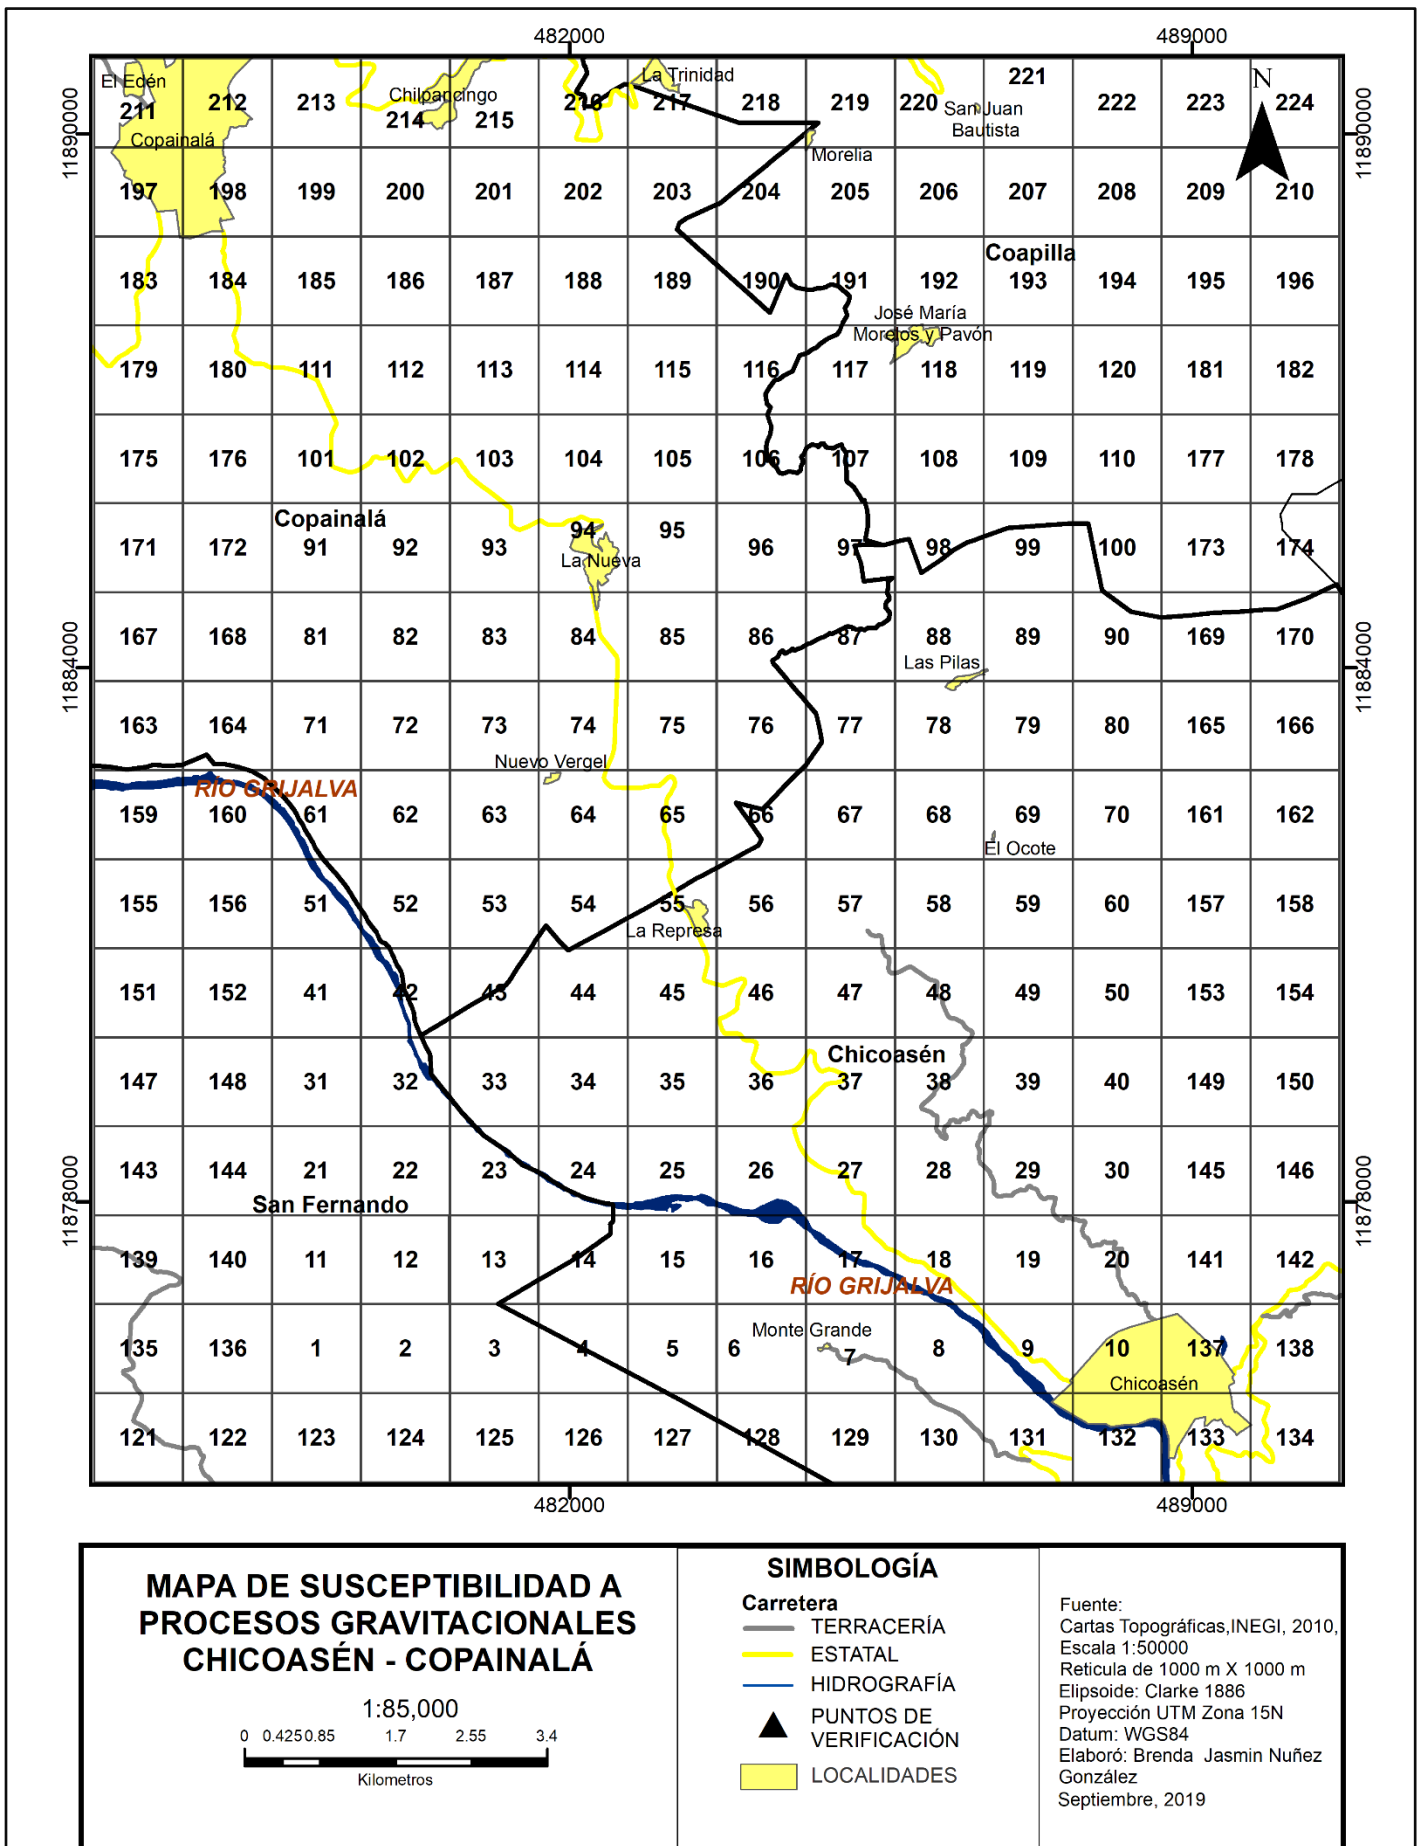 482000 489000
El Edén La Trinidad 221 N
211 212 213 Chilpancingo 216 217 218 219 220 San Juan 222 223 224
214 215
Copainalá Bautista
11890000 11890000
Morelia
197 198 199 200 201 202 203 204 205 206 207 208 209 210
Coapilla
183 184 185 186 187 188 189 190 191 192 193 194 195 196
José María
Morelos y Pavón
179 180 111 112 113 114 115 116 117 118 119 120 181 182
175 176 101 102 103 104 105 106 107 108 109 110 177 178
Copainalá
94 95
171 172 91 92 93 96 97 98 99 100 173 174
La Nueva
167 168 81 82 83 84 85 86 87 88 89 90 169 170
11884000 Las Pilas 11884000
163 164 71 72 73 74 75 76 77 78 79 80 165 166
Nuevo Vergel
RÍO GRIJALVA
159 160 61 62 63 64 65 66 67 68 69 70 161 162
El Ocote
155 156 51 52 53 54 55 56 57 58 59 60 157 158
La Represa
151 152 41 42 43 44 45 46 47 48 49 50 153 154
Chicoasén
147 148 31 32 33 34 35 36 37 38 39 40 149 150
143 144 21 22 23 24 25 26 27 28 29 30 145 146
San Fernando
11878000 11878000
139 140 11 12 13 14 15 16 17 18 19 20 141 142
RÍO GRIJALVA
Monte Grande
135 136 1 2 3 4 5 6 7 8 9 10 137 138
Chicoasén
121 122 123 124 125 126 127 128 129 130 131 132 133 134
482000 489000
MAPA DE SUSCEPTIBILIDAD A
PROCESOS GRAVITACIONALES
CHICOASÉN - COPAINALÁ
1:85,000
0 0.425 0.85 1.7 2.55 3.4
Kilometros
SIMBOLOGÍA
Carretera
TERRACERÍA
ESTATAL
HIDROGRAFÍA
PUNTOS DE
VERIFICACIÓN
LOCALIDADES
Fuente:
Cartas Topográficas,INEGI, 2010,
Escala 1:50000
Reticula de 1000 m X 1000 m
Elipsoide: Clarke 1886
Proyección UTM Zona 15N
Datum: WGS84
Elaboró: Brenda Jasmin Nuñez
González
Septiembre, 2019